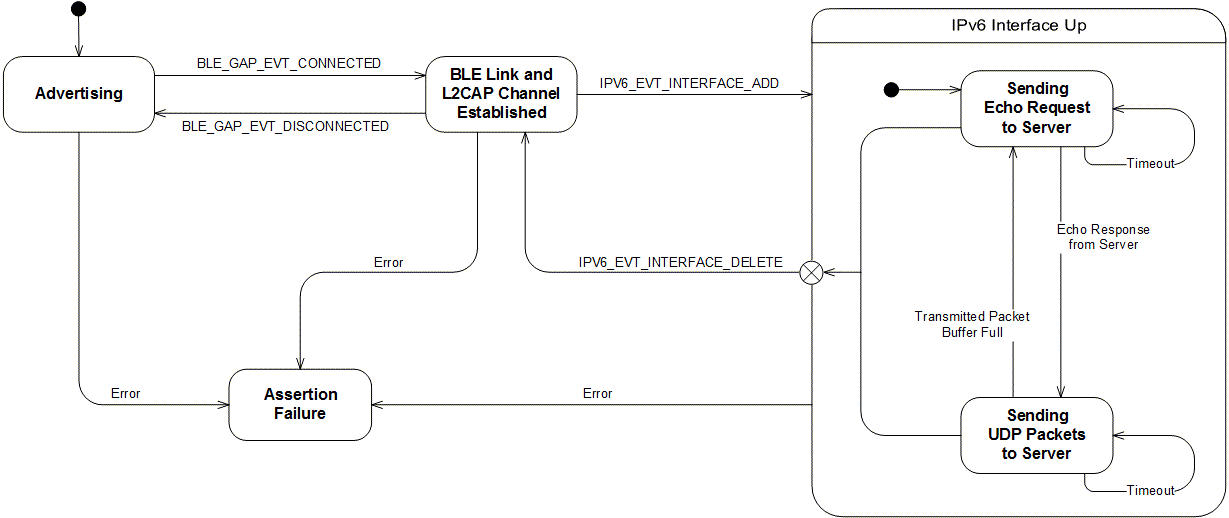 IPv6 Interface Up
Advertising
BLE_GAP_EVT_CONNECTED
BLE_GAP_EVT_DISCONNECTED
BLE Link and
L2CAP Channel
Established
IPV6_EVT_INTERFACE_ADD
Sending
Echo Request
to Server
Timeout
Echo Response
from Server
Error
IPV6_EVT_INTERFACE_DELETE
Transmitted Packet
Buffer Full
Error
Assertion
Failure
Error
Sending
UDP Packets
to Server
Timeout